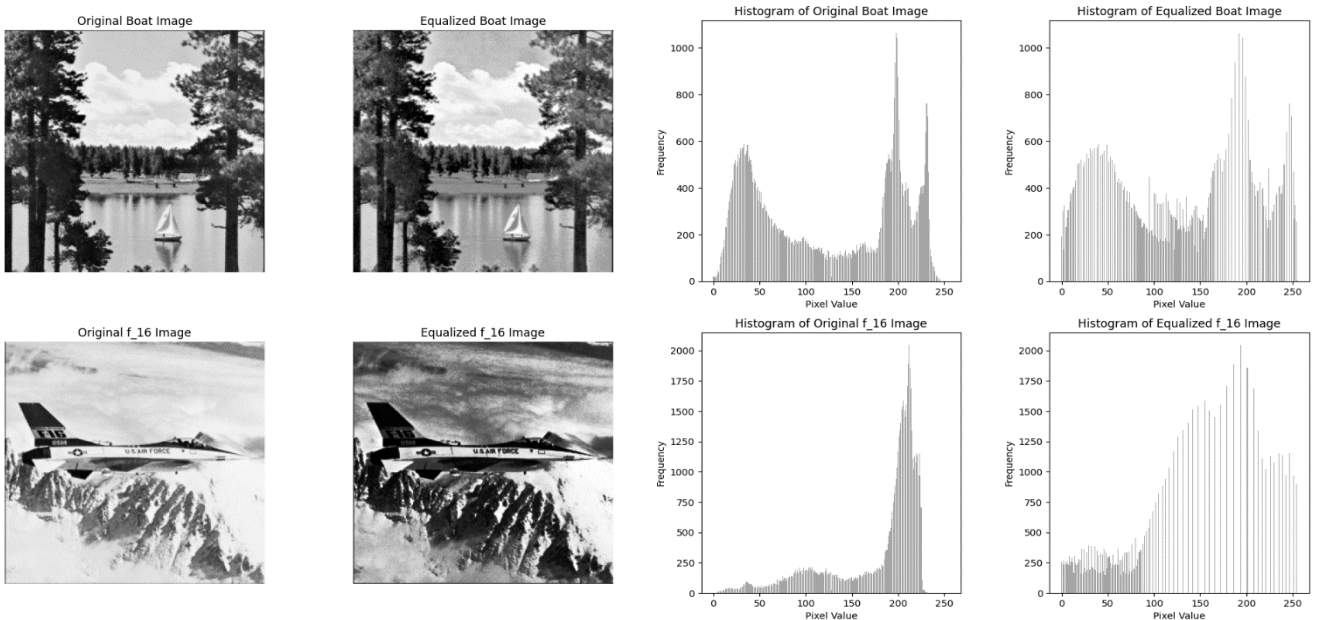 Original Boat Image
Equalized Boat Image
Histogram of Original Boat Image
Histogram of Equalized Boat Image
Frequency
1000
800
600
400
200
0
0 50 100 150 200 250
Pixel Value
Frequency
1000
800
600
400
200
0
0 50 100 150 200 250
Pixel Value
Original f_16 Image
Equalized f_16 Image
Histogram of Original f_16 Image
Histogram of Equalized f_16 Image
F16
U.S. AIR FORCE
F16
U.S. AIR FORCE
Frequency
2000
1750
1500
1250
1000
750
500
250
0
0 50 100 150 200 250
Pixel Value
Frequency
2000
1750
1500
1250
1000
750
500
250
0
0 50 100 150 200 250
Pixel Value